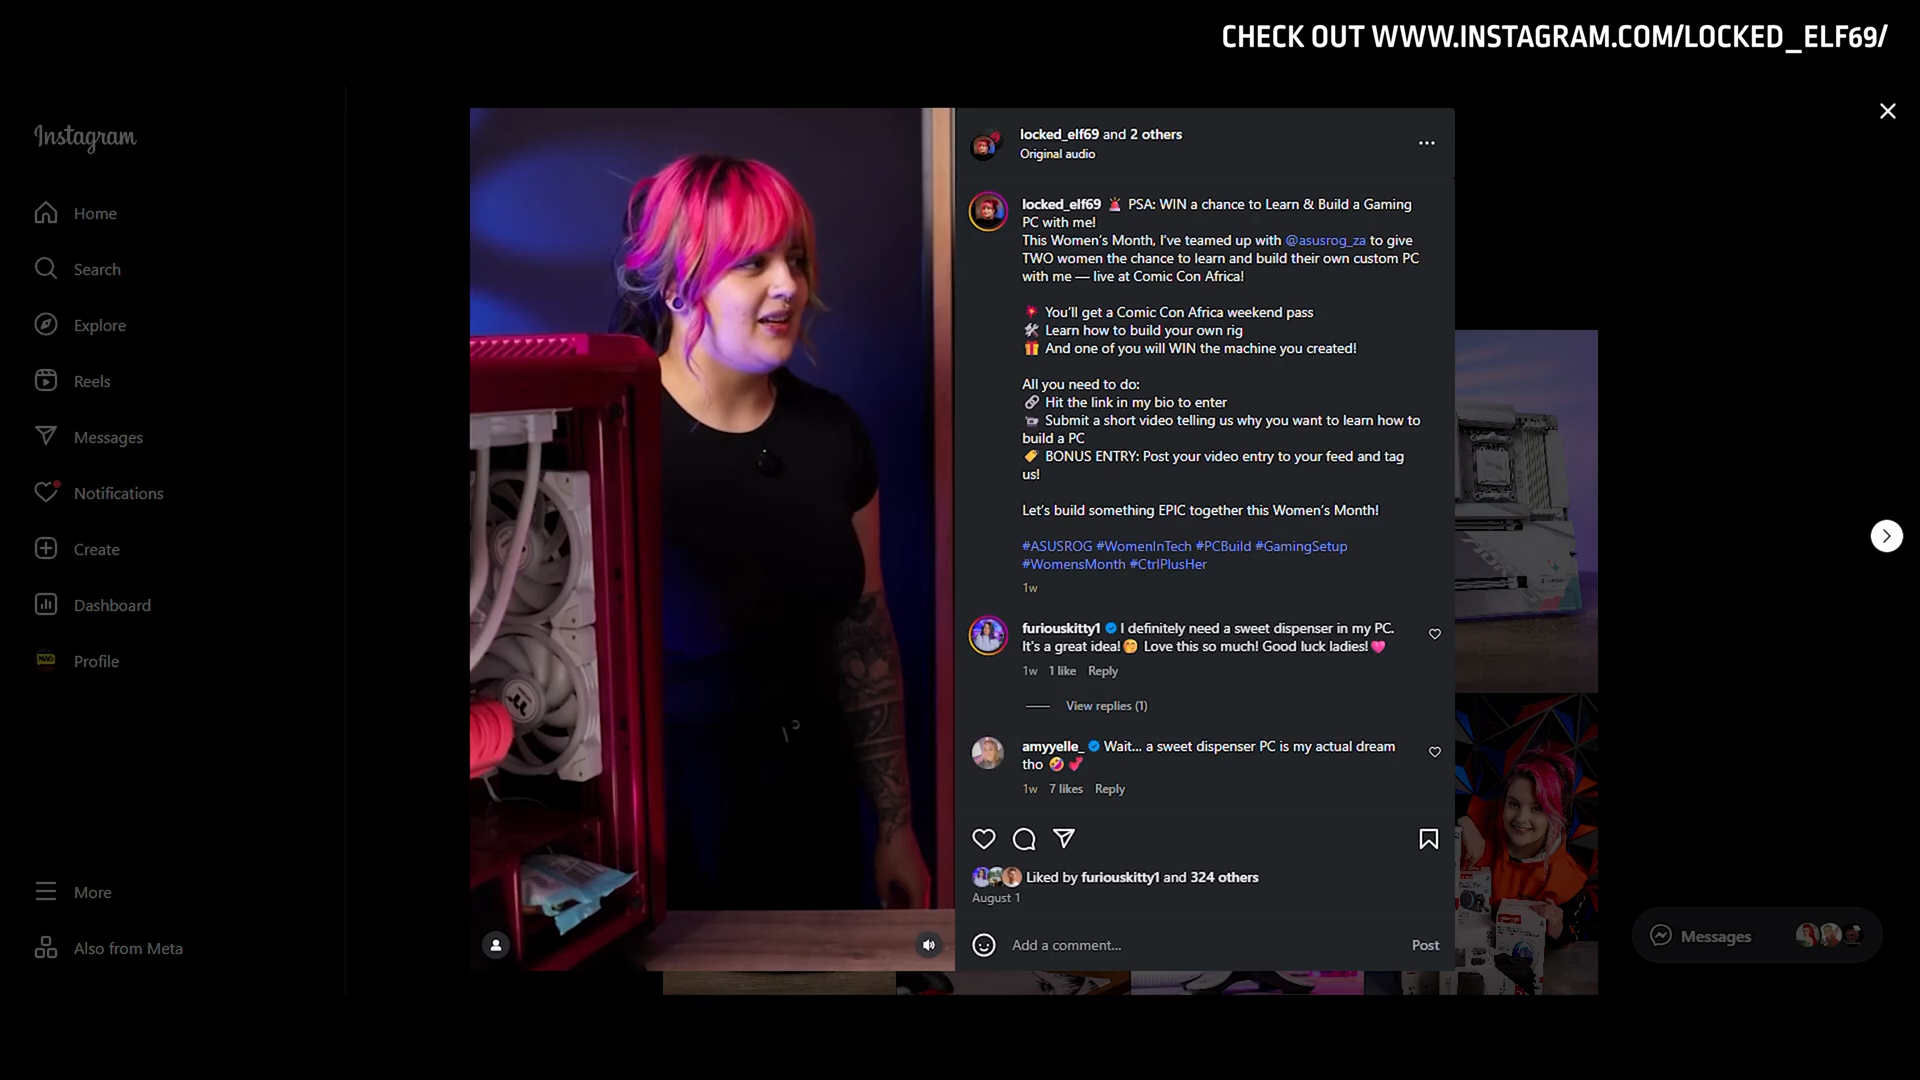 CHECK OUT WWW.INSTAGRAM.COM/LOCKED_ELF69/
Instagram
Home
Search
Explore
Reels
Messages
Notifications
Create
Dashboard
Profile
More
Also from Meta
locked_elf69 and 2 others
Original audio
locked_elf69 🚨 PSA: WIN a chance to Learn & Build a Gaming
PC with me!
This Women's Month, I've teamed up with @asusrog_za to give
TWO women the chance to learn and build their own custom PC
with me — live at Comic Con Africa!
💥 You'll get a Comic Con Africa weekend pass
🛠 Learn how to build your own rig
🎁 And one of you will WIN the machine you created!
All you need to do:
🔗 Hit the link in my bio to enter
📹 Submit a short video telling us why you want to learn how to
build a PC
🏷 BONUS ENTRY: Post your video entry to your feed and tag
us!
Let's build something EPIC together this Women's Month!
#ASUSROG #WomenInTech #PCBuild #GamingSetup
#WomensMonth #CtrlPlusHer
1w
furiouskitty1 I definitely need a sweet dispenser in my PC.
It's a great idea!🤭 Love this so much! Good luck ladies!💗
1w 1 like Reply
View replies (1)
amyyelle_ Wait... a sweet dispenser PC is my actual dream
tho 🤣 💕
1w 7 likes Reply
Liked by furiouskitty1 and 324 others
August 1
Add a comment...
Post
Messages